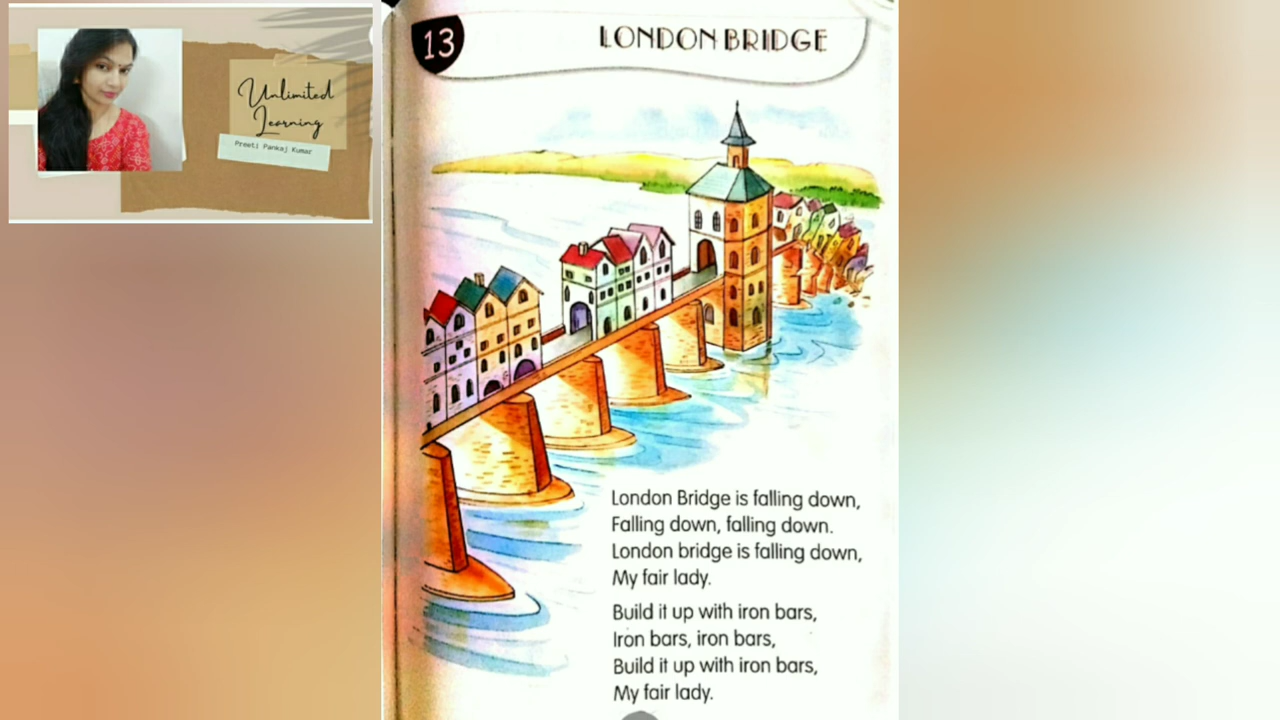 Unlimited
Learning
Preeti Pankaj Kumar
13
LONDON BRIDGE
London Bridge is falling down,
Falling down, falling down.
London bridge is falling down,
My fair lady.
Build it up with iron bars,
Iron bars, iron bars,
Build it up with iron bars,
My fair lady.